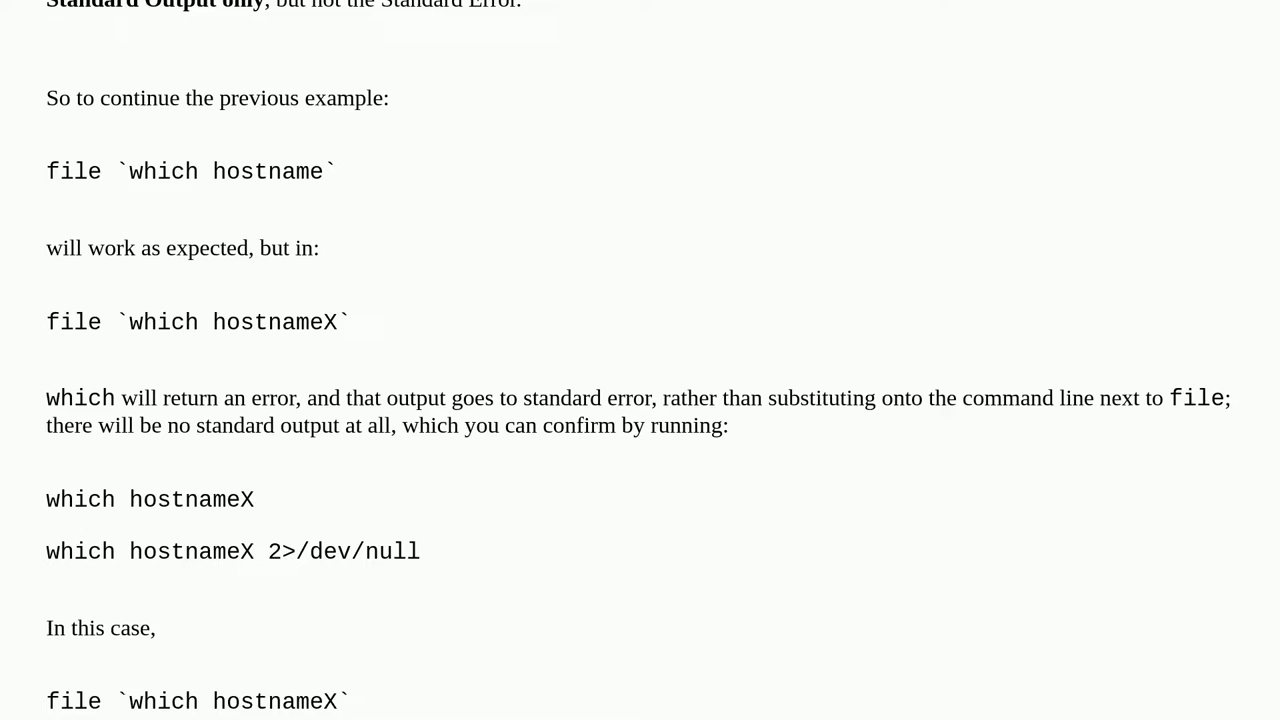 Standard Output only, but not the Standard Error.
So to continue the previous example:
file `which hostname`
will work as expected, but in:
file `which hostnameX`
which will return an error, and that output goes to standard error, rather than substituting onto the command line next to file;
there will be no standard output at all, which you can confirm by running:
which hostnameX
which hostnameX 2>/dev/null
In this case,
file `which hostnameX`